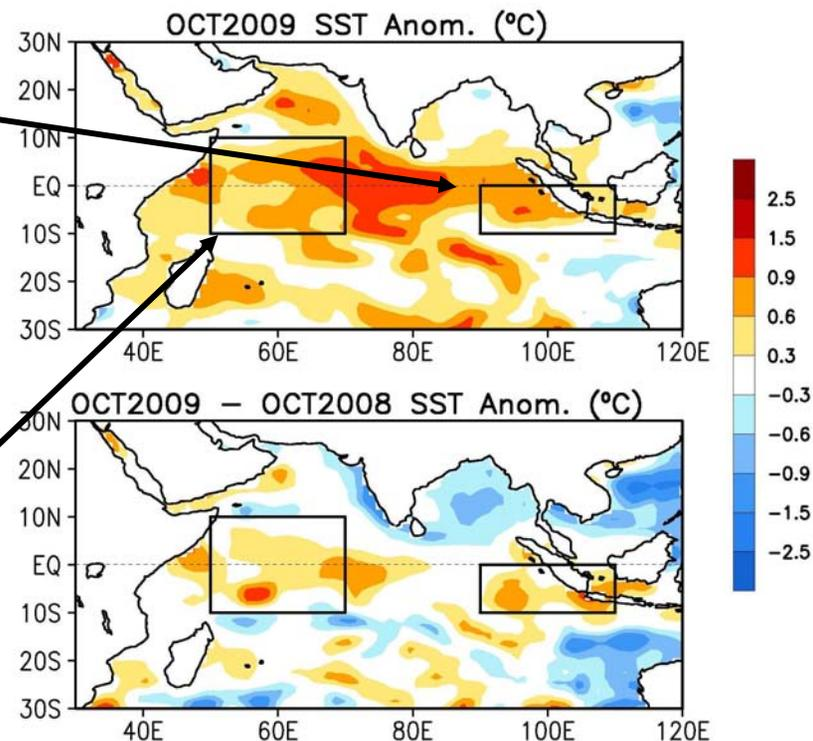 OCT2009 SST Anom. (ºC)
30N
20N
10N
EQ
10S
20S
30S
40E 60E 80E 100E 120E
OCT2009 – OCT2008 SST Anom. (ºC)
30N
20N
10N
EQ
10S
20S
30S
40E 60E 80E 100E 120E
2.5
1.5
0.9
0.6
0.3
−0.3
−0.6
−0.9
−1.5
−2.5